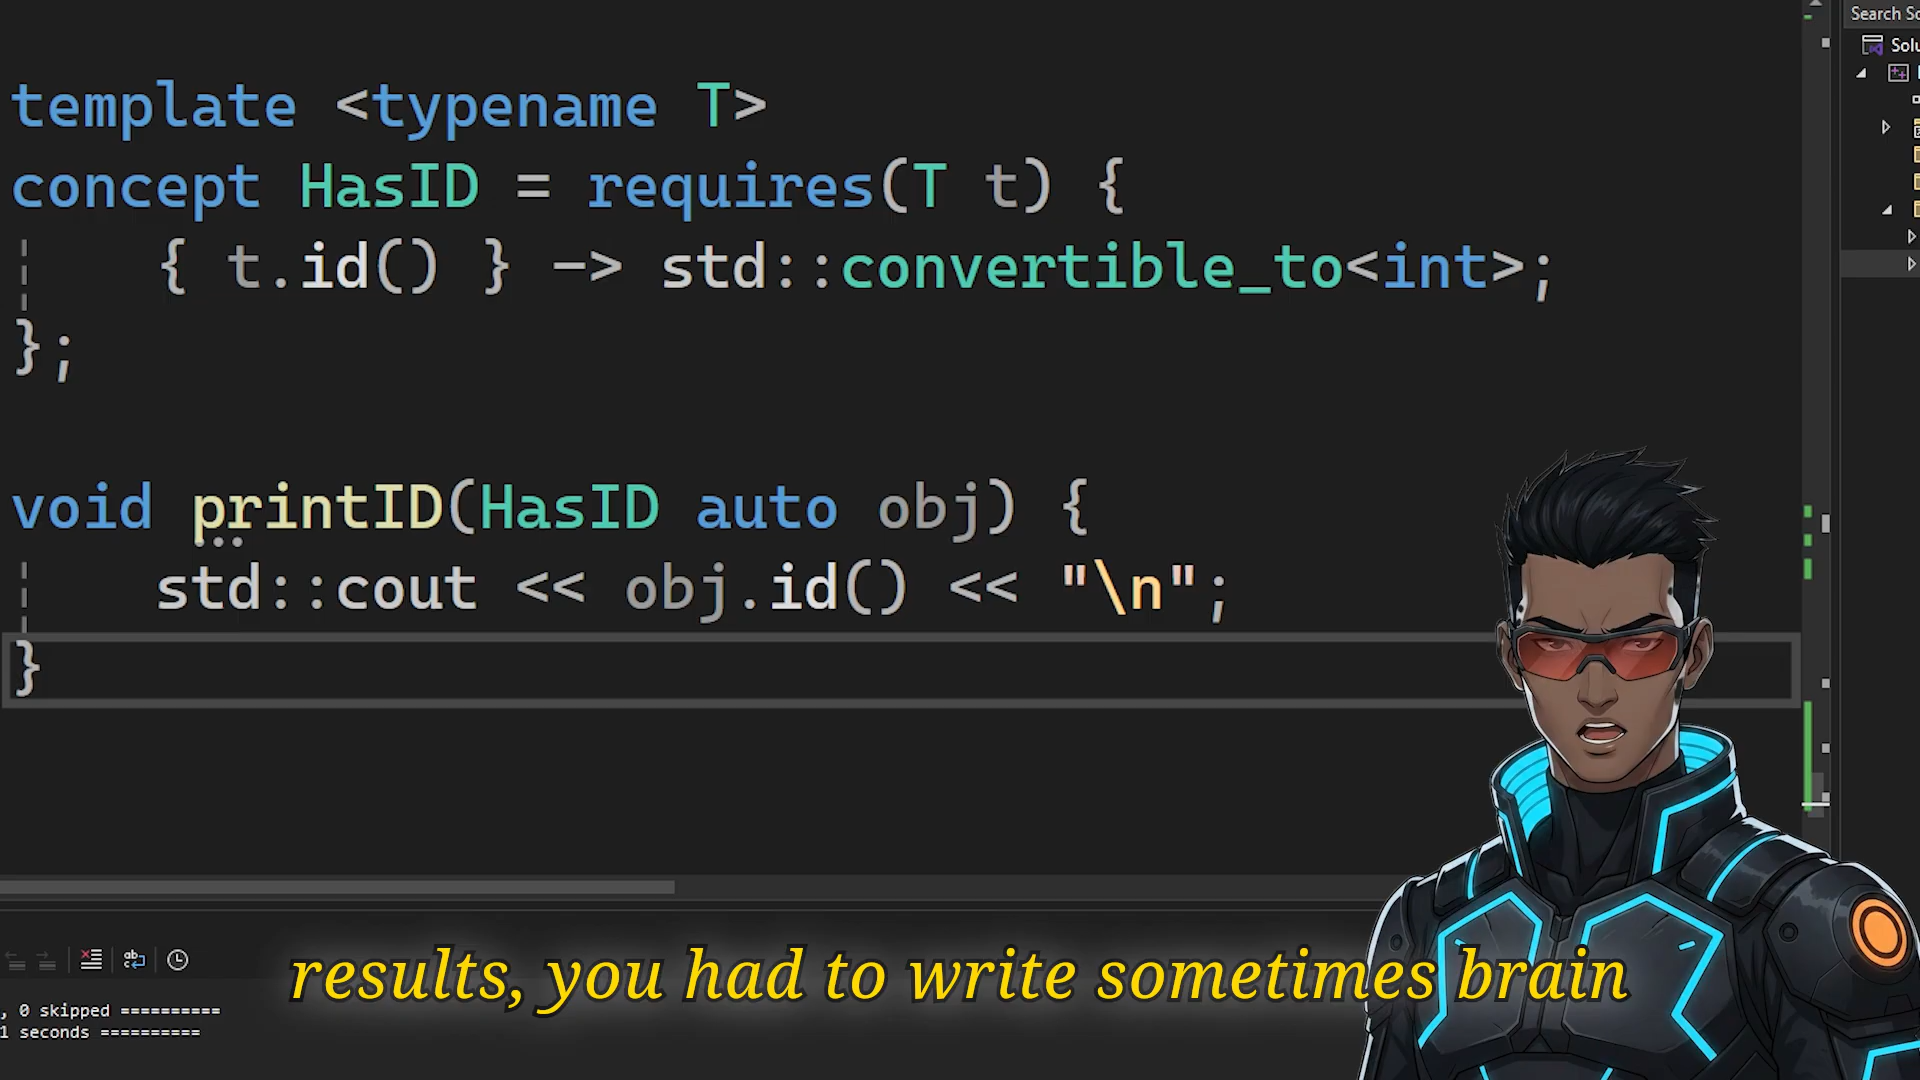 template <typename T>
concept HasID = requires(T t) {
    { t.id() } -> std::convertible_to<int>;
};
void printID(HasID auto obj) {
    std::cout << obj.id() << "\n";
}
Search So
Solu
, 0 skipped ==========
1 seconds ==========
results, you had to write sometimes brain